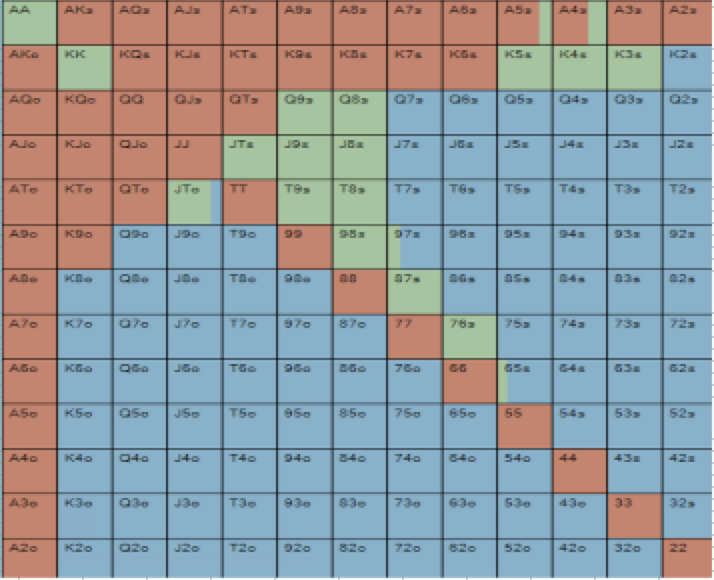 AA AKs AQs AJs ATs A9s A8s A7s A6s A5s A4s A3s A2s
AKo KK KQs KJs KTs K9s K8s K7s K6s K5s K4s K3s K2s
AQo KQo QQ QJs QTs Q9s Q8s Q7s Q6s Q5s Q4s Q3s Q2s
AJo KJo QJo JJ JTs J9s J8s J7s J6s J5s J4s J3s J2s
ATo KTo QTo JTo TT T9s T8s T7s T6s T5s T4s T3s T2s
A9o K9o Q9o J9o T9o 99 98s 97s 96s 95s 94s 93s 92s
A8o K8o Q8o J8o T8o 98o 88 87s 86s 85s 84s 83s 82s
A7o K7o Q7o J7o T7o 97o 87o 77 76s 75s 74s 73s 72s
A6o K6o Q6o J6o T6o 96o 86o 76o 66 65s 64s 63s 62s
A5o K5o Q5o J5o T5o 95o 85o 75o 65o 55 54s 53s 52s
A4o K4o Q4o J4o T4o 94o 84o 74o 64o 54o 44 43s 42s
A3o K3o Q3o J3o T3o 93o 83o 73o 63o 53o 43o 33 32s
A2o K2o Q2o J2o T2o 92o 82o 72o 62o 52o 42o 32o 22